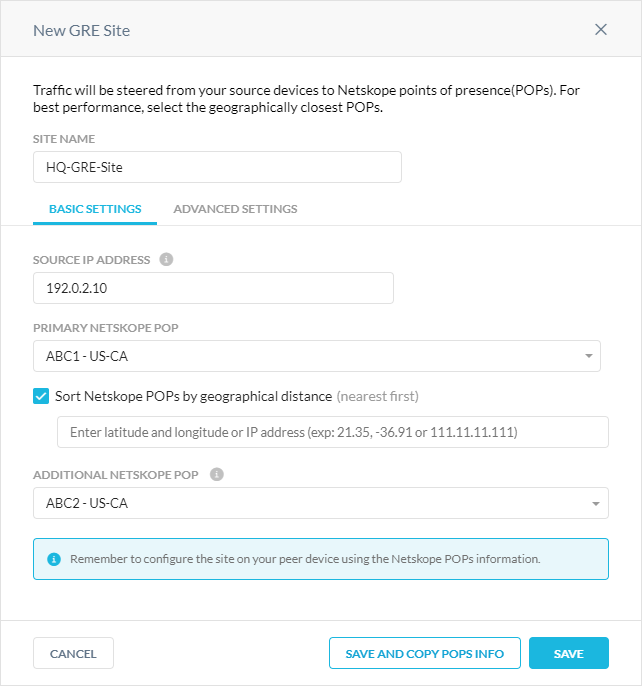 New GRE Site
Traffic will be steered from your source devices to Netskope points of presence(POPs). For
best performance, select the geographically closest POPs.
SITE NAME
HQ-GRE-Site
BASIC SETTINGS
ADVANCED SETTINGS
SOURCE IP ADDRESS
192.0.2.10
PRIMARY NETSKOPE POP
ABC1 - US-CA
Sort Netskope POPs by geographical distance (nearest first)
Enter latitude and longitude or IP address (exp: 21.35, -36.91 or 111.11.11.111)
ADDITIONAL NETSKOPE POP
ABC2 - US-CA
Remember to configure the site on your peer device using the Netskope POPs information.
CANCEL
SAVE AND COPY POPS INFO
SAVE